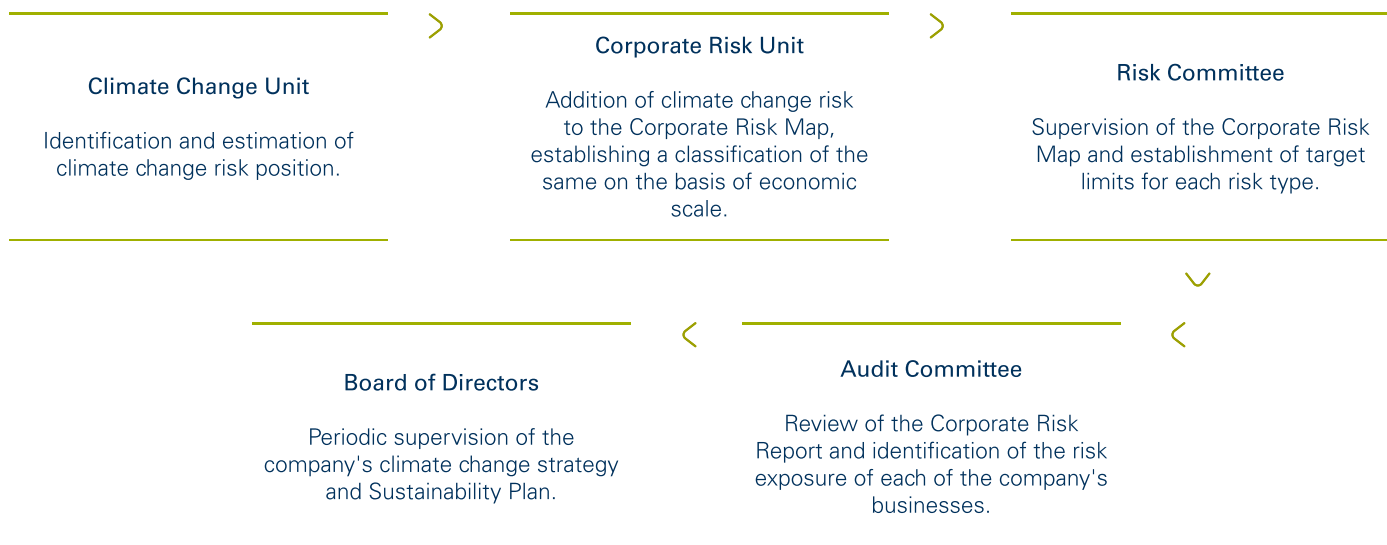 Climate Change Unit
Identification and estimation of
climate change risk position.
Corporate Risk Unit
Addition of climate change risk
to the Corporate Risk Map,
establishing a classification of the
same on the basis of economic
scale.
Risk Committee
Supervision of the Corporate Risk
Map and establishment of target
limits for each risk type.
Audit Committee
Review of the Corporate Risk
Report and identification of the risk
exposure of each of the company's
businesses.
Board of Directors
Periodic supervision of the
company's climate change strategy
and Sustainability Plan.